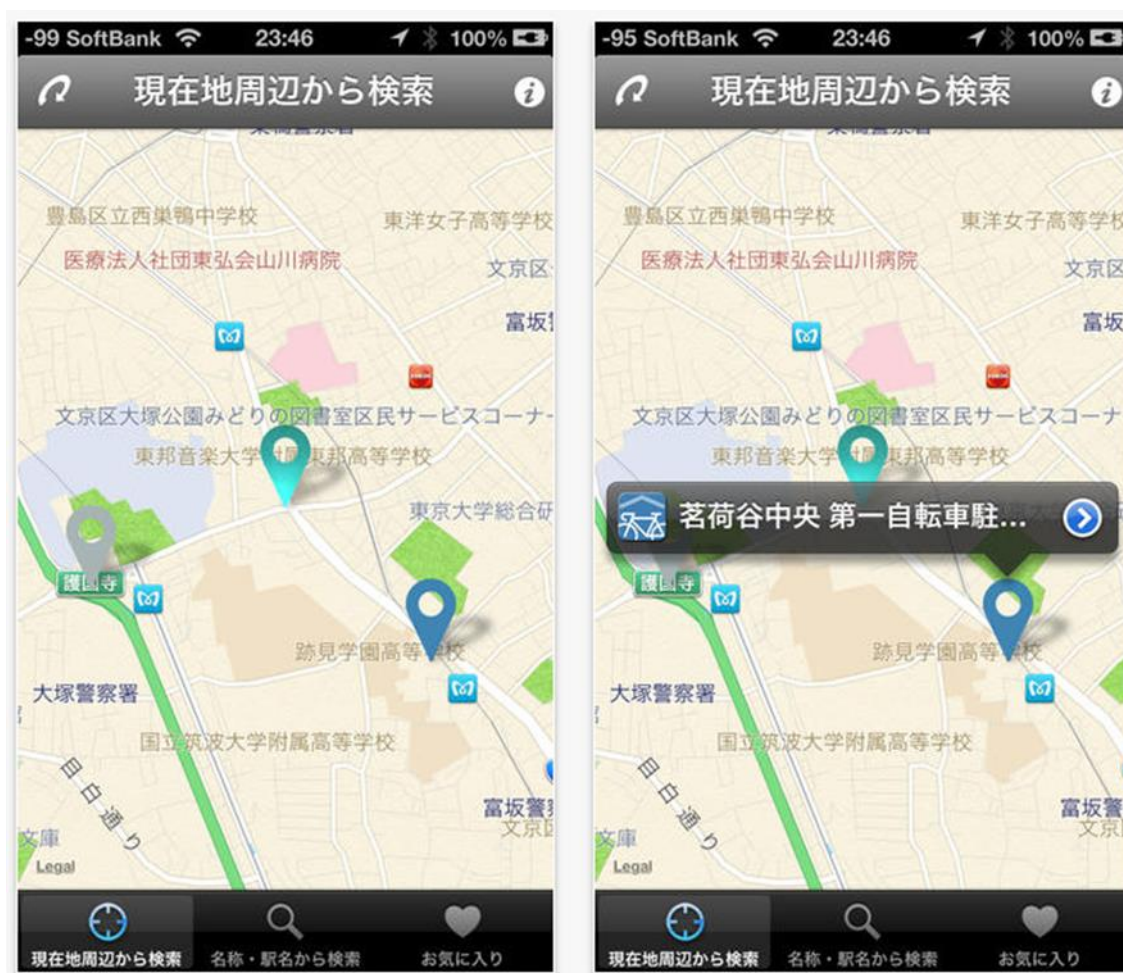 -99 SoftBank 23:46 100%
現在地周辺から検索
豊島区立西巣鴨中学校
東洋女子高等学校
医療法人社団東弘会山川病院
文京区
富坂
文京区大塚公園みどりの図書室区民サービスコーナー
東邦音楽大学附属東邦高等学校
東京大学総合研
護国寺
跡見学園高等学校
大塚警察署
国立筑波大学附属高等学校
目白通り
富坂警察
文京区
文庫
Legal
現在地周辺から検索 名称・駅名から検索 お気に入り
-95 SoftBank 23:46 100%
現在地周辺から検索
豊島区立西巣鴨中学校
東洋女子高等学校
医療法人社団東弘会山川病院
文京区
富坂
文京区大塚公園みどりの図書室区民サービスコーナ
東邦音楽大学附属東邦高等学校
茗荷谷中央 第一自転車駐...
護国寺
跡見学園高等学校
大塚警察署
国立筑波大学附属高等学校
目白通り
富坂警
文京
文庫
Legal
現在地周辺から検索 名称・駅名から検索 お気に入り